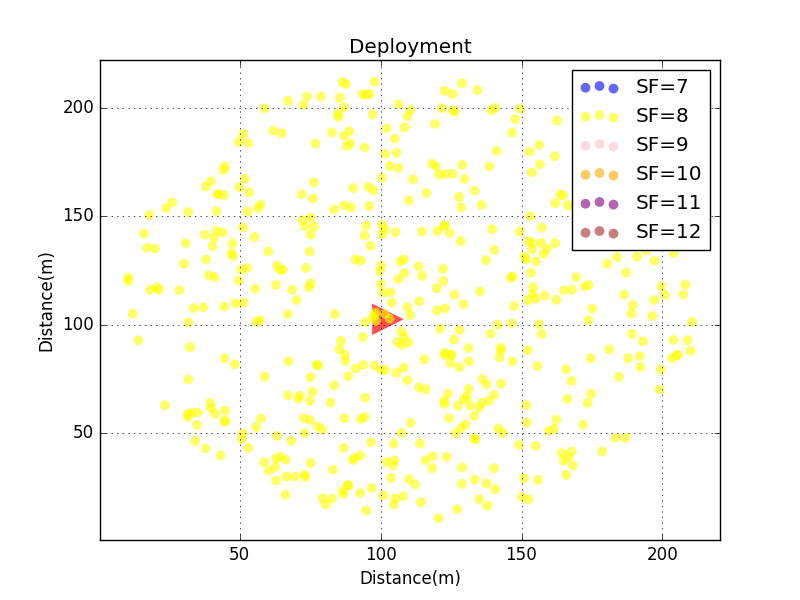 Deployment
SF=7
SF=8
SF=9
SF=10
SF=11
SF=12
200
150
100
50
Distance(m)
50
100
150
200
Distance(m)